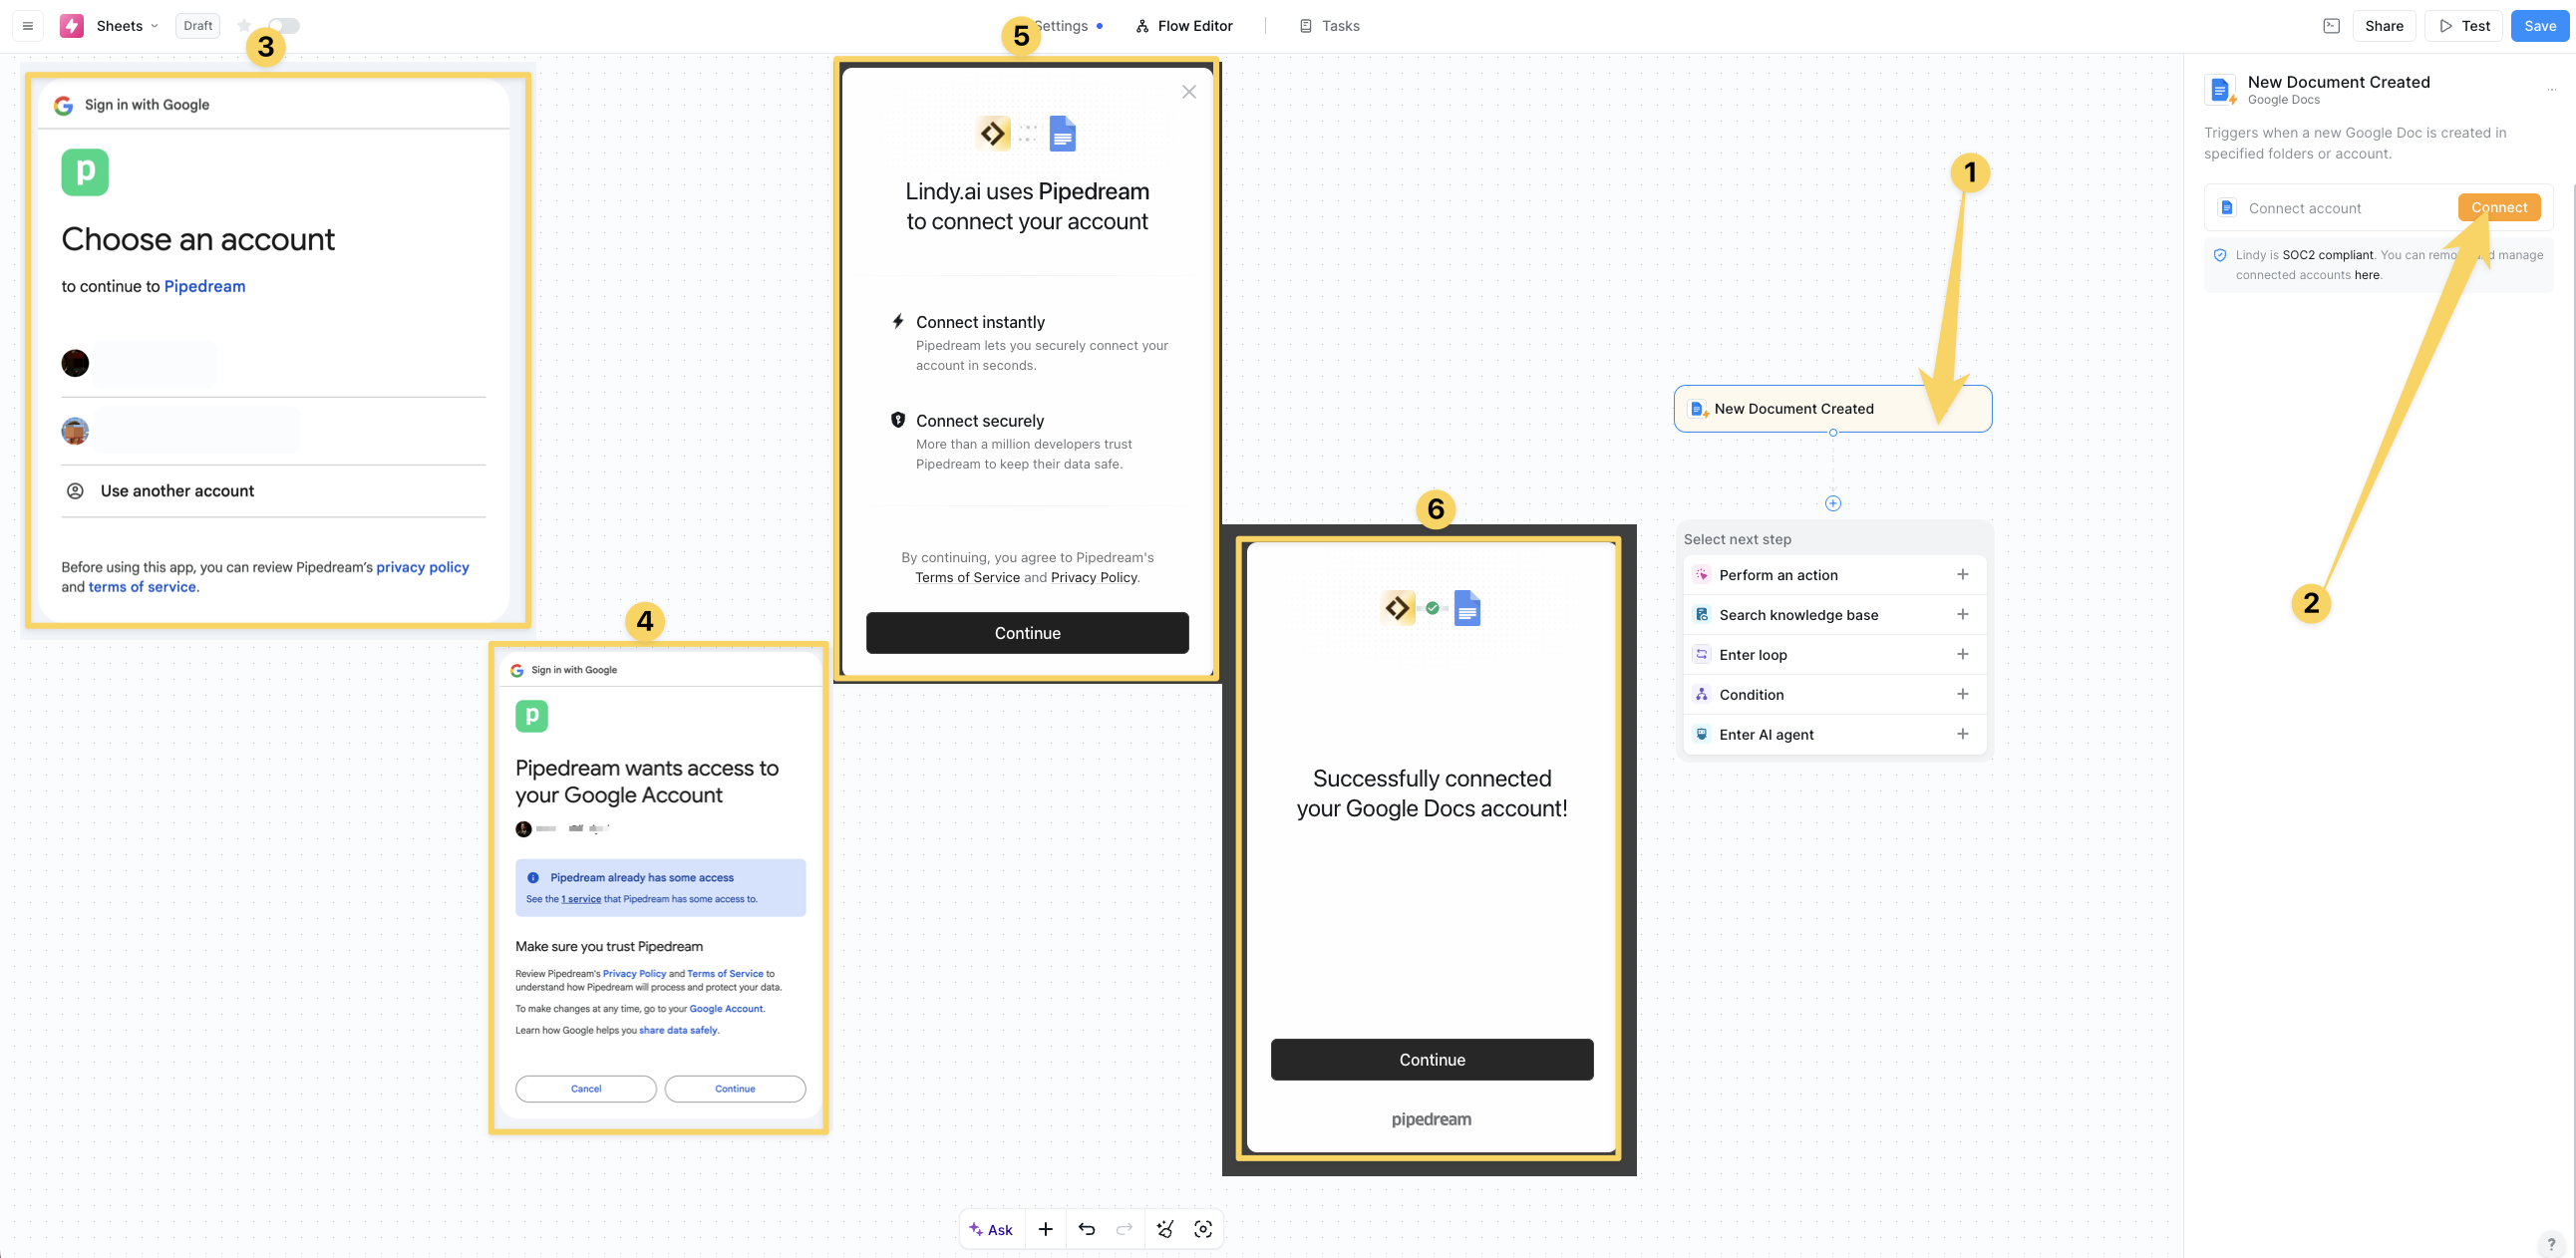 Sheets
Draft
Settings
Flow Editor
Tasks
Share
Test
Save
3
Sign in with Google
p
Choose an account
to continue to Pipedream
Use another account
Before using this app, you can review Pipedream's privacy policy
and terms of service.
4
Sign in with Google
p
Pipedream wants access to
your Google Account
Pipedream already has some access
See the 1 service that Pipedream has some access to.
Make sure you trust Pipedream
Review Pipedream's Privacy Policy and Terms of Service to
understand how Pipedream will process and protect your data.
To make changes at any time, go to your Google Account.
Learn how Google helps you share data safely.
Cancel
Continue
5
Lindy.ai uses Pipedream
to connect your account
Connect instantly
Pipedream lets you securely connect your
account in seconds.
Connect securely
More than a million developers trust
Pipedream to keep their data safe.
By continuing, you agree to Pipedream's
Terms of Service and Privacy Policy.
Continue
6
Successfully connected
your Google Docs account!
Continue
pipedream
1
New Document Created
Select next step
Perform an action
Search knowledge base
Enter loop
Condition
Enter AI agent
New Document Created
Google Docs
Triggers when a new Google Doc is created in
specified folders or account.
Connect account
Connect
Lindy is SOC2 compliant. You can manage
connected accounts here.
2
Ask
?